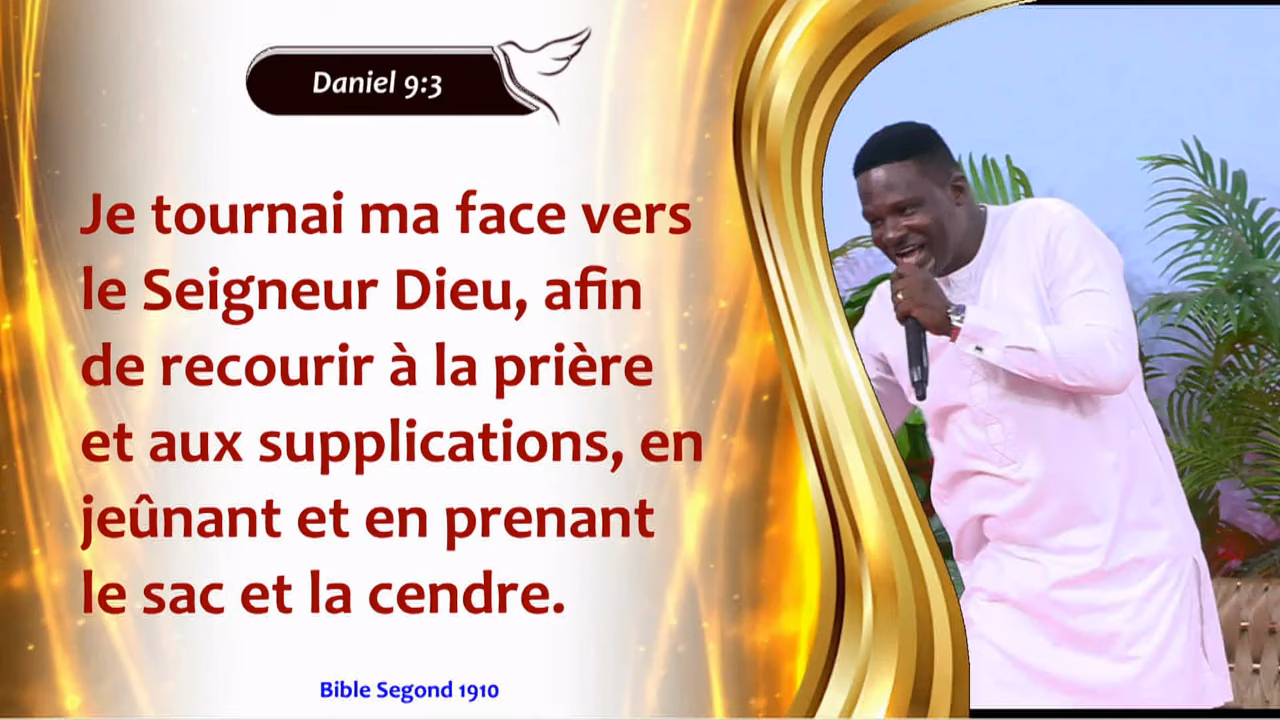 Daniel 9:3
Je tournai ma face vers
le Seigneur Dieu, afin
de recourir à la prière
et aux supplications, en
jeûnant et en prenant
le sac et la cendre.
Bible Segond 1910